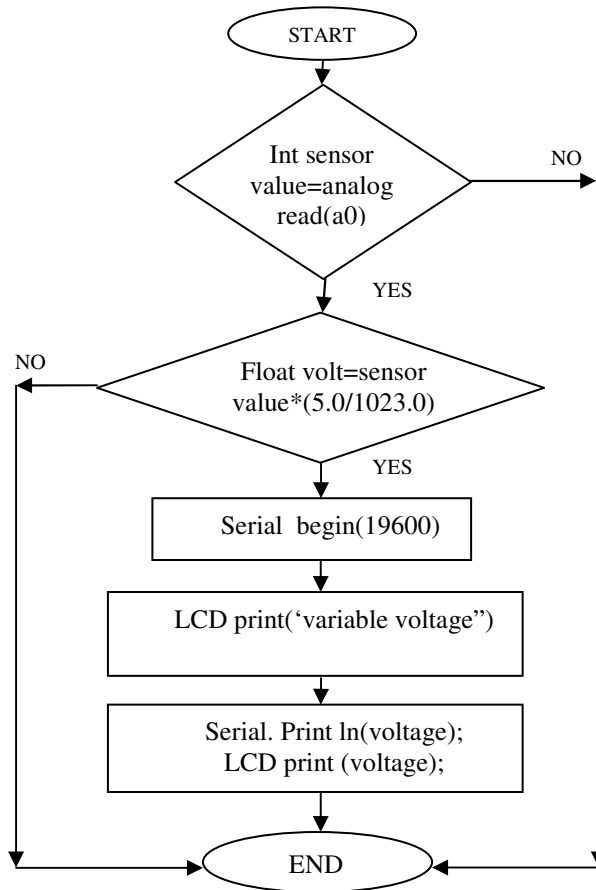 START
Int sensor
value=analog
read(a0)
NO
YES
NO
Float volt=sensor
value*(5.0/1023.0)
YES
Serial begin(19600)
LCD print(‘variable voltage”)
Serial. Print ln(voltage);
LCD print (voltage);
END